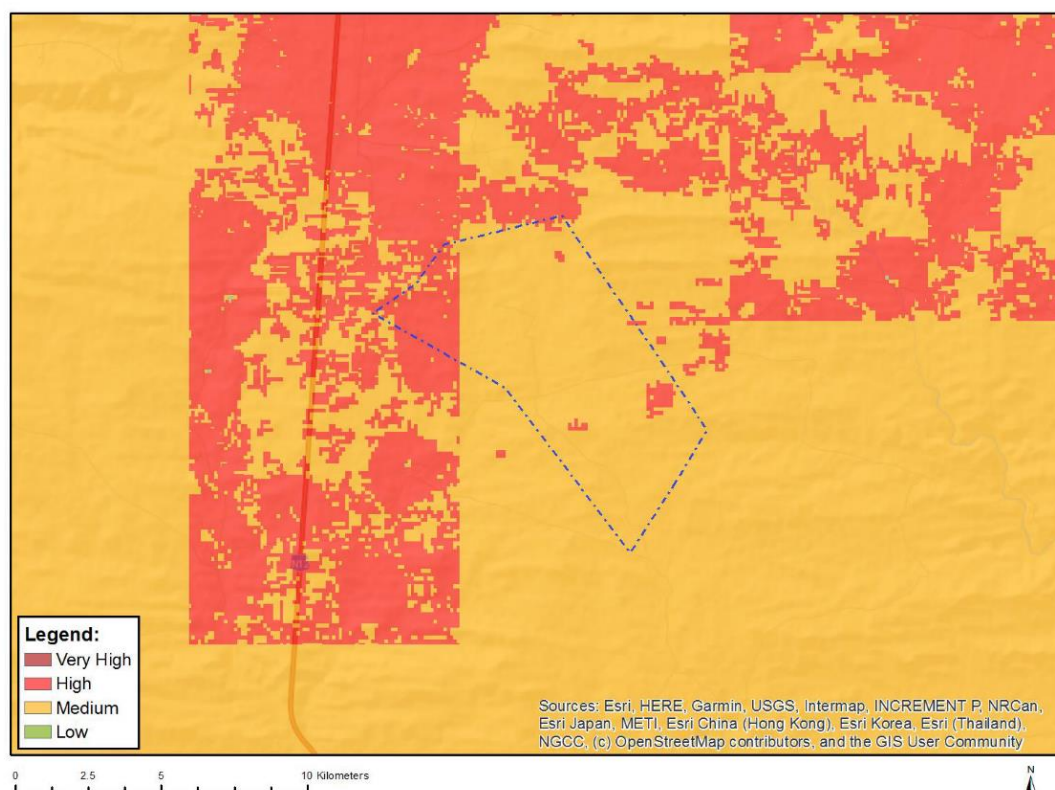 Legend:
Very High
High
Medium
Low
Sources: Esri, HERE, Garmin, USGS, Intermap, INCREMENT P, NRCan,
Esri Japan, METI, Esri China (Hong Kong), Esri Korea, Esri (Thailand),
NGCC, (c) OpenStreetMap contributors, and the GIS User Community
0 2.5 5 10 Kilometers
N